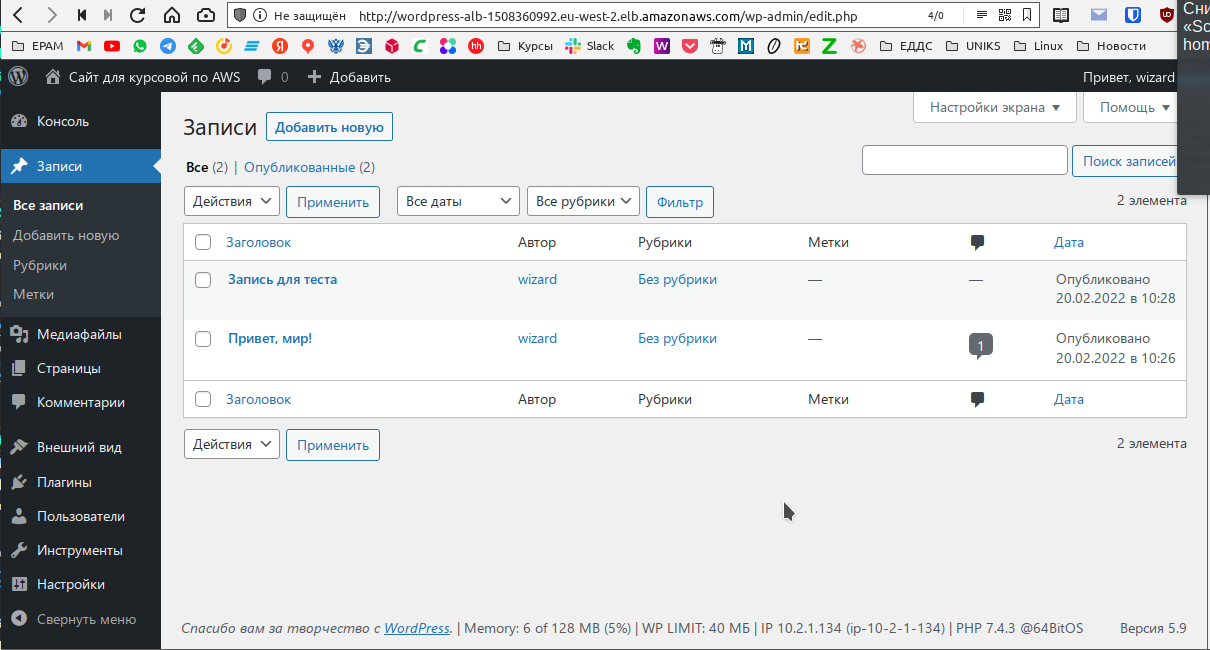 Не защищён http://wordpress-alb-1508360992.eu-west-2.elb.amazonaws.com/wp-admin/edit.php 4/0
EPAM hh Курсы Slack ЕДДС UNIKS Linux Новости
Сайт для курсовой по AWS 0 Добавить Привет, wizard
Консоль
Записи
Все записи
Добавить новую
Рубрики
Метки
Медиафайлы
Страницы
Комментарии
Внешний вид
Плагины
Пользователи
Инструменты
Настройки
Свернуть меню
Настройки экрана Помощь
Записи Добавить новую
Все (2) | Опубликованные (2)
Поиск записей
Действия Применить Все даты Все рубрики Фильтр 2 элемента
Заголовок Автор Рубрики Метки Дата
Запись для теста wizard Без рубрики — — Опубликовано
20.02.2022 в 10:28
Привет, мир! wizard Без рубрики — 1 Опубликовано
20.02.2022 в 10:26
Заголовок Автор Рубрики Метки Дата
Действия Применить 2 элемента
Спасибо вам за творчество с WordPress. | Memory: 6 of 128 MB (5%) | WP LIMIT: 40 МБ | IP 10.2.1.134 (ip-10-2-1-134) | PHP 7.4.3 @64BitOS Версия 5.9